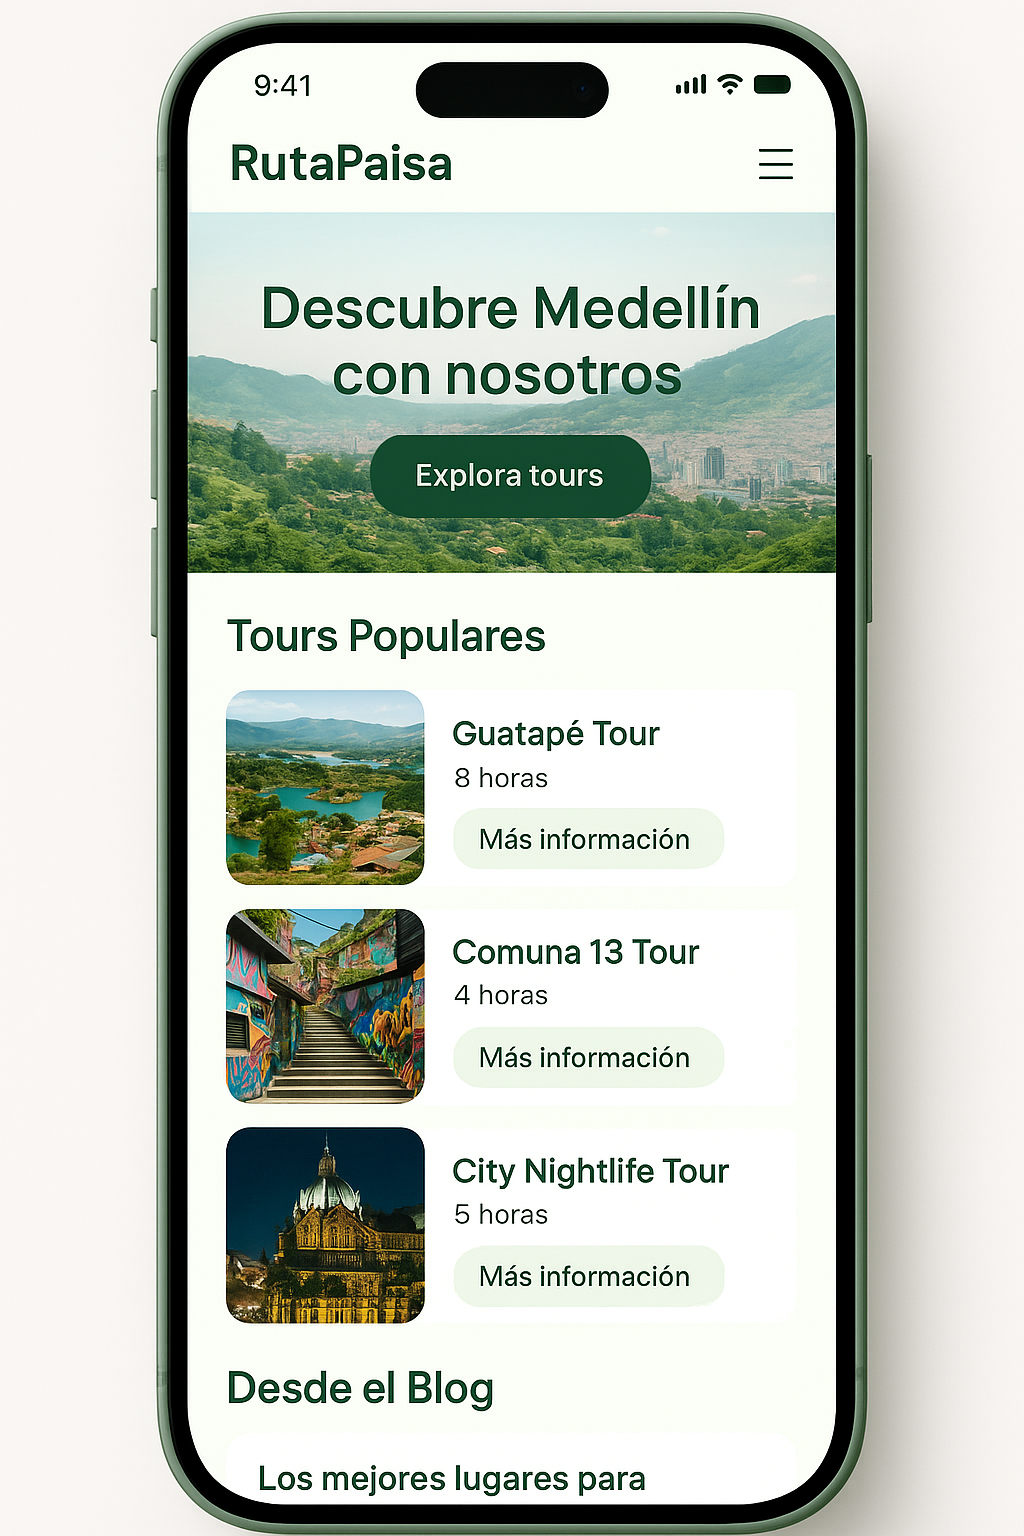 9:41
RutaPaisa
Descubre Medellín
con nosotros
Explora tours
Tours Populares
Guatapé Tour
8 horas
Más información
Comuna 13 Tour
4 horas
Más información
City Nightlife Tour
5 horas
Más información
Desde el Blog
Los mejores lugares para